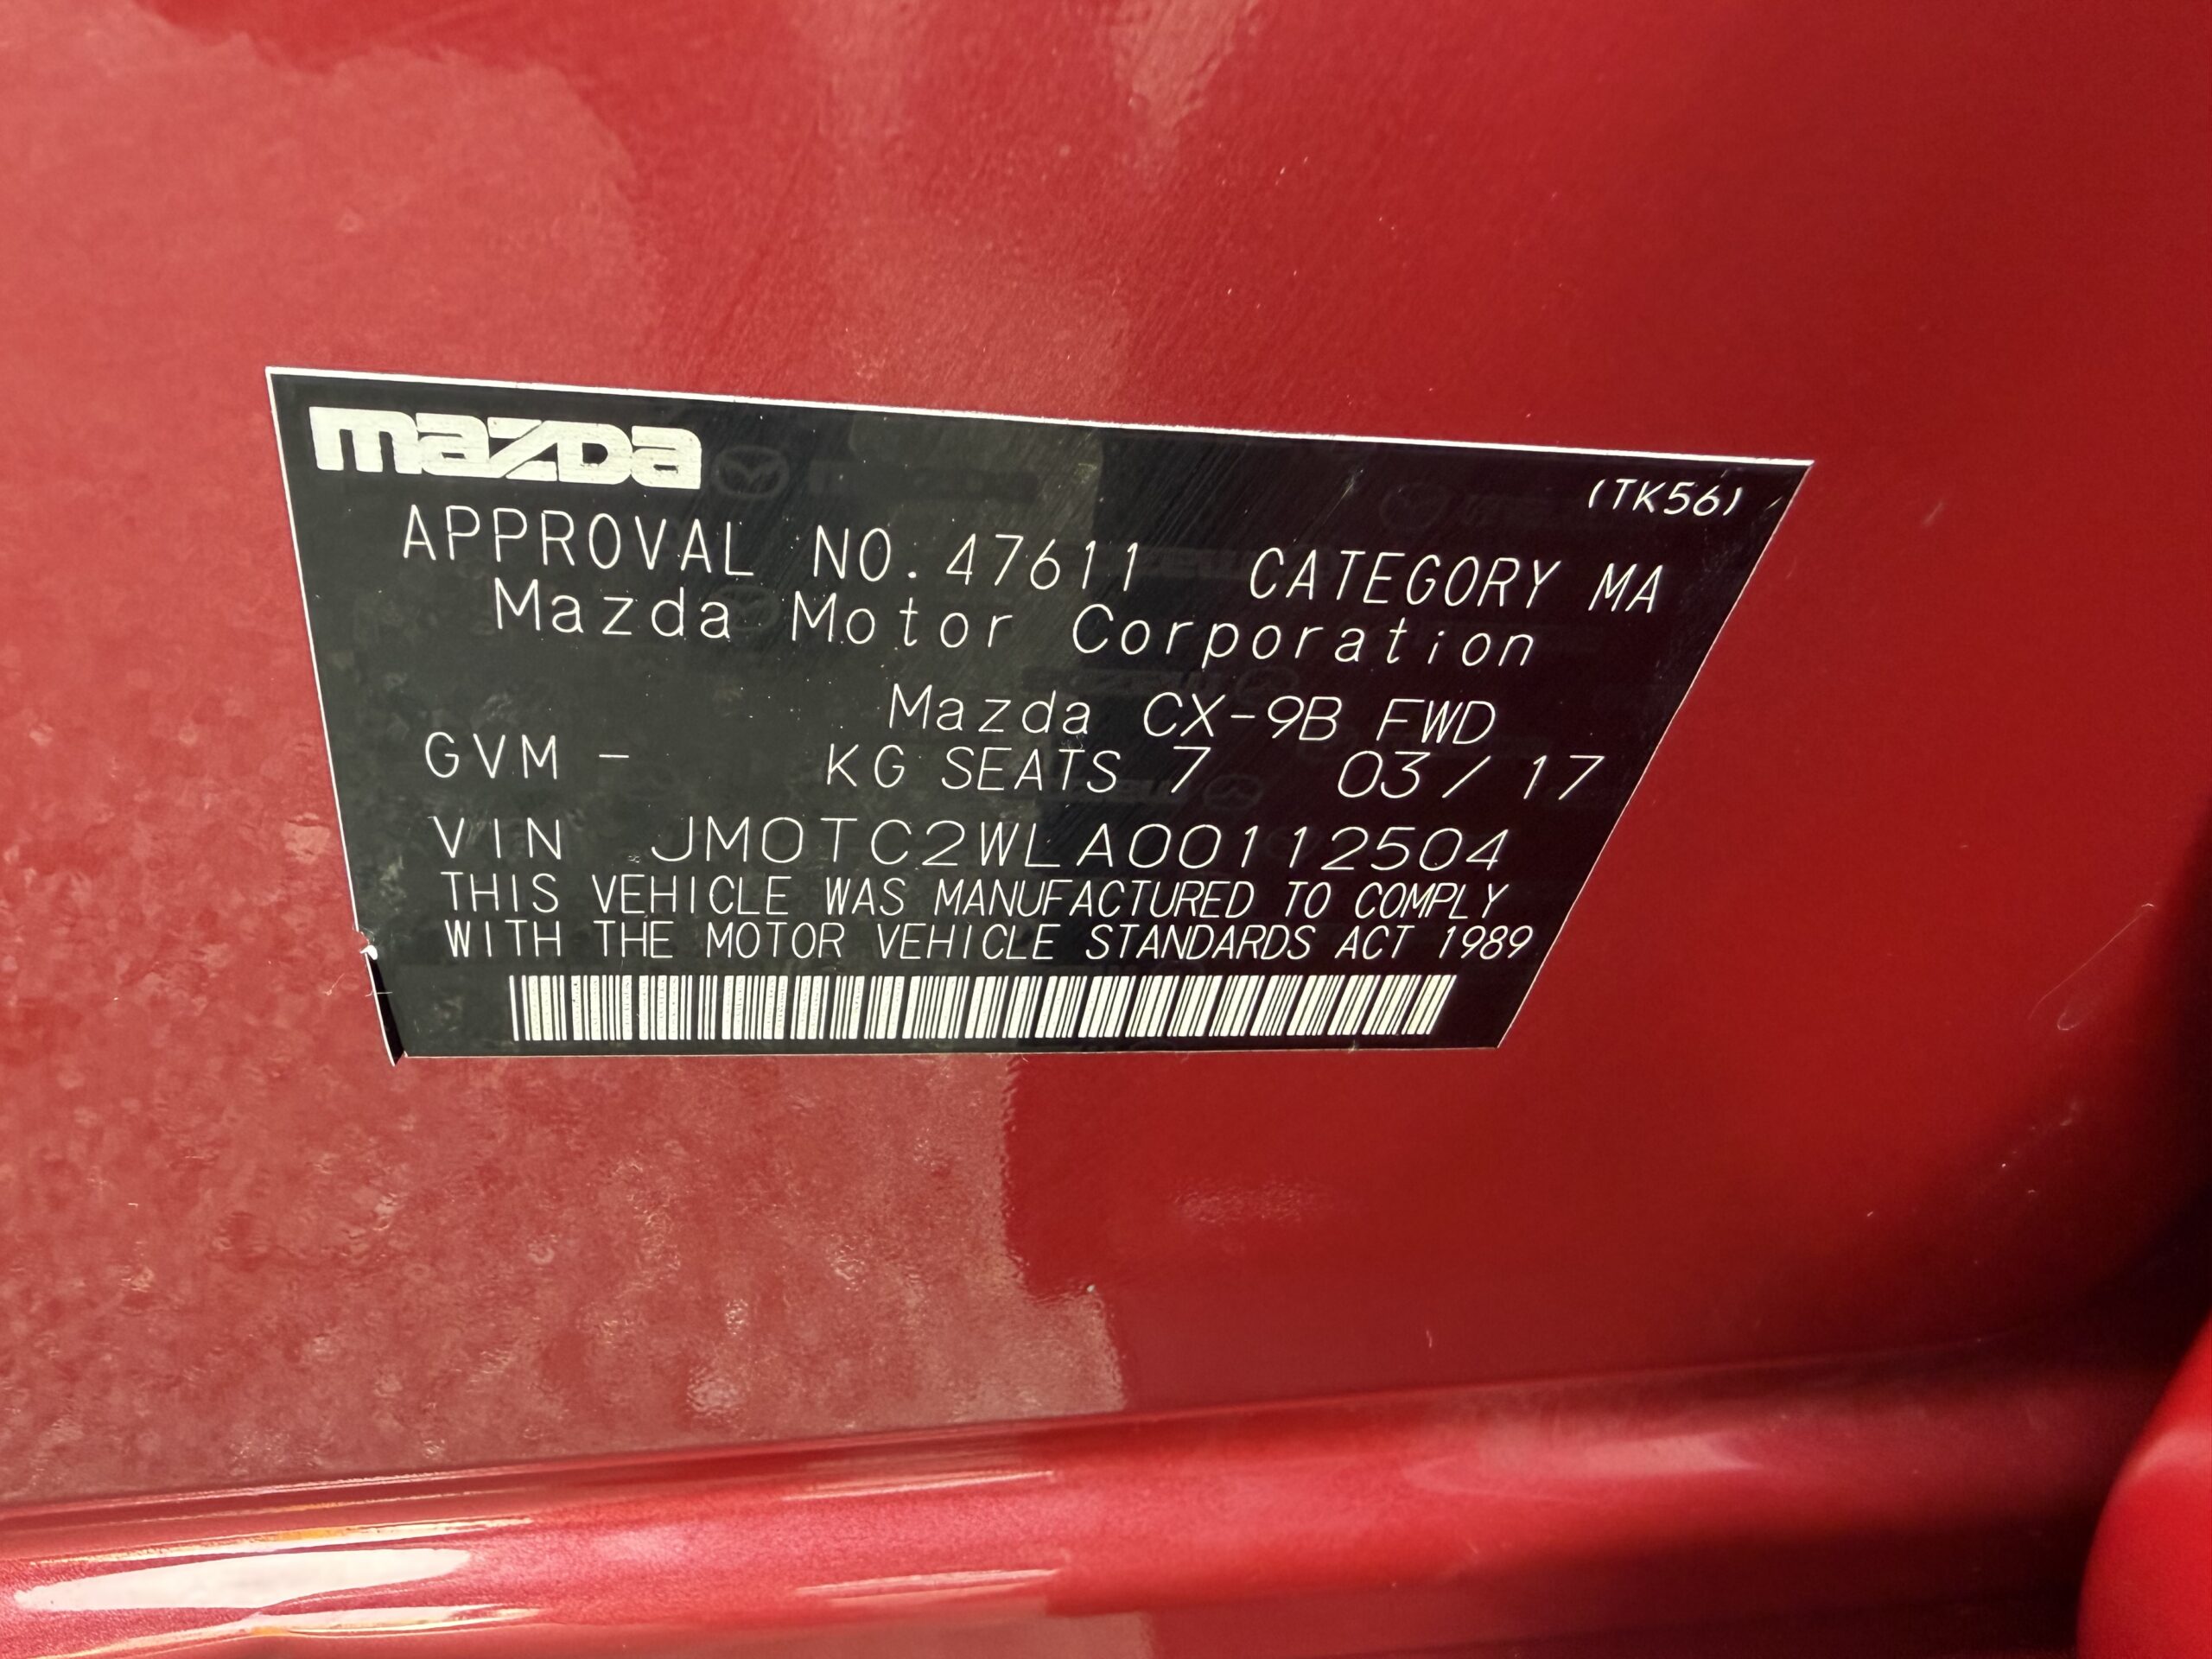 mazda
(TK56)
APPROVAL NO. 47611 CATEGORY MA
Mazda Motor Corporation
Mazda CX-9B FWD
GVM - KG SEATS 7 03/17
VIN JM0TC2WLA00112504
THIS VEHICLE WAS MANUFACTURED TO COMPLY
WITH THE MOTOR VEHICLE STANDARDS ACT 1989